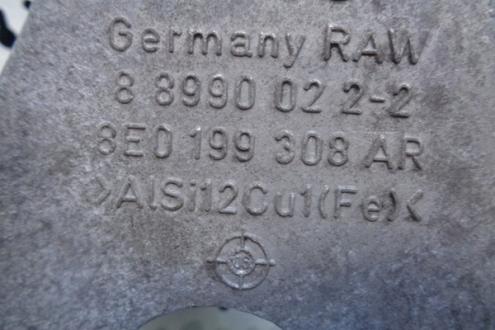 Germany RAW
8 8990 02 2-2
8E0 199 308 AR
>AlSi12Cu1(Fe)<